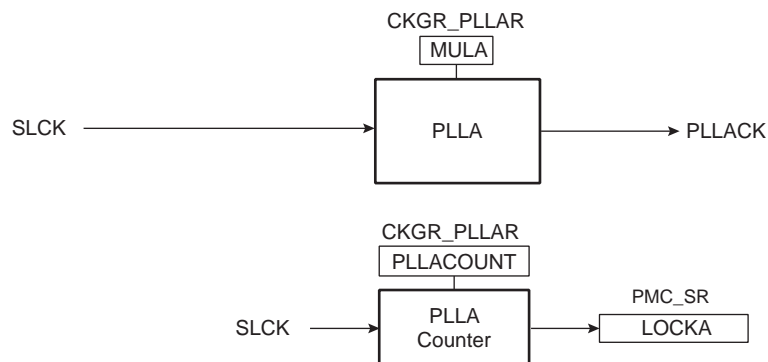 CKGR_PLLAR
MULA
SLCK
PLLA
PLLACK
CKGR_PLLAR
PLLACOUNT
PMC_SR
SLCK
PLLA
Counter
LOCKA